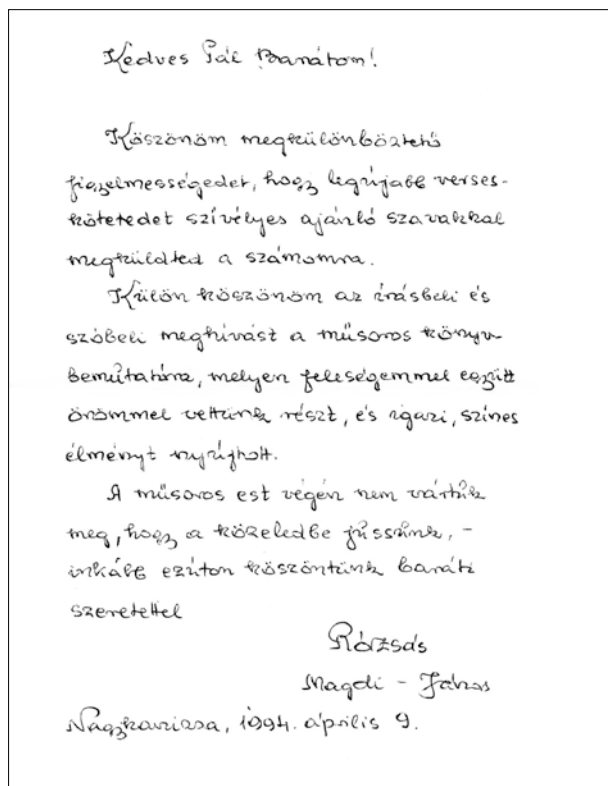 Kedves Pál Barátom!
Köszönöm megkülönböztető
figyelmességedet, hogy legújabb verses-
kötetedet szívélyes ajánló szavakkal
megküldted a számomra.
Külön köszönöm az írásbeli és
szóbeli meghívást a műsoros könyv-
bemutatóra, melyen feleségemmel együtt
örömmel vettünk részt, és igazi, színes
élményt nyújtott.
A műsoros est végén nem vártuk
meg, hogy a közeledbe jussunk, -
inkább ezúton köszöntünk baráti
szeretettel
Rózsás
Magdi - János
Nagykanizsa, 1994. április 9.